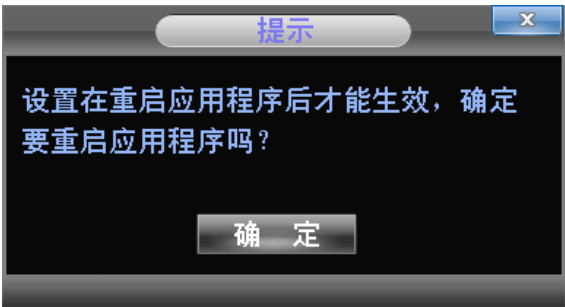 提示
设置在重启应用程序后才能生效，确定
要重启应用程序吗？
确 定